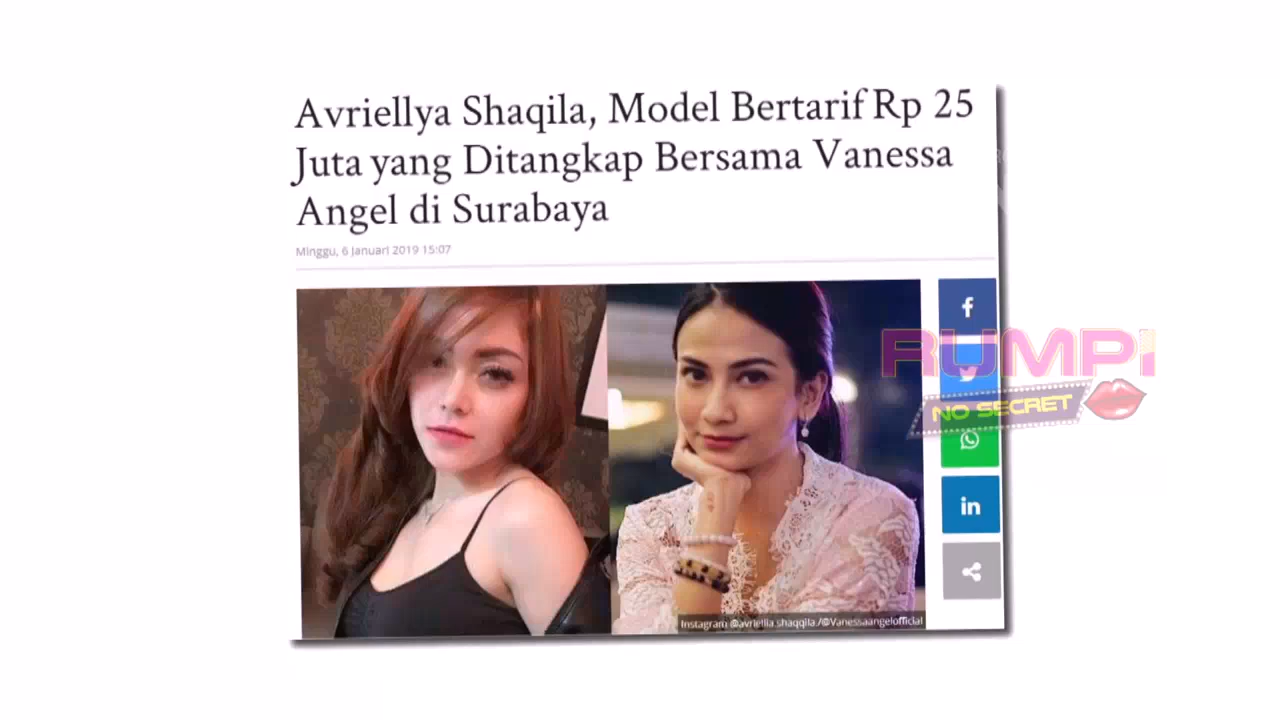 Avriellya Shaqila, Model Bertarif Rp 25
Juta yang Ditangkap Bersama Vanessa
Angel di Surabaya
Minggu, 6 Januari 2019 15:07
RUMPI
NO SECRET
Instagram @avriellia.shaqqila /@Vanessaangelofficial